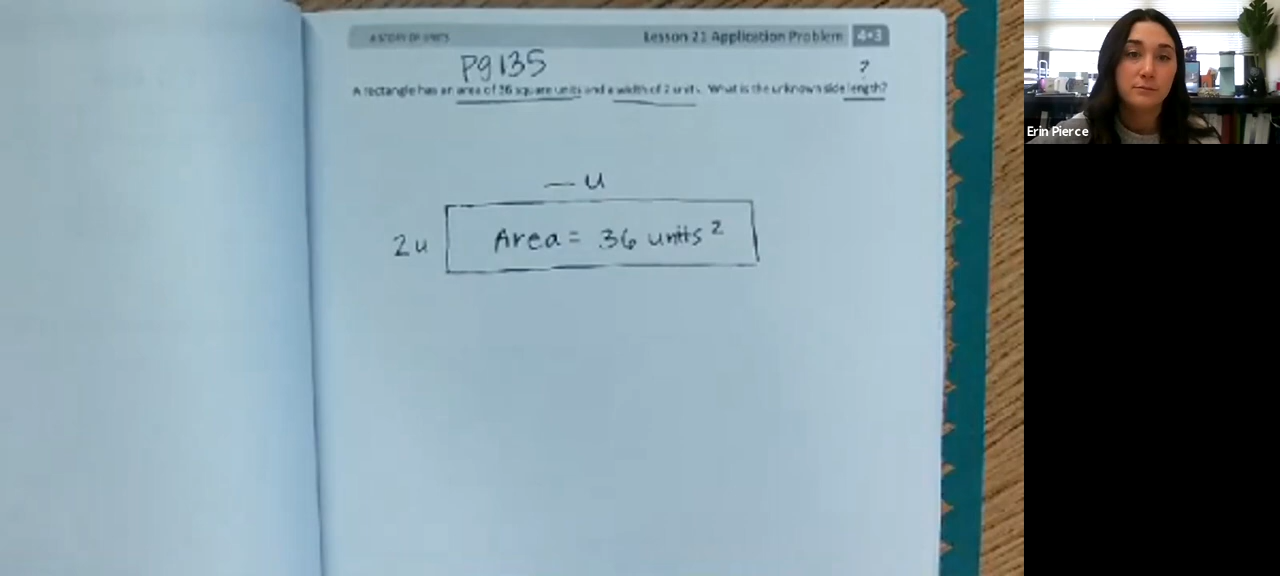 A STORY OF UNITS
Lesson 21 Application Problem 4•3
Pg 135
?
A rectangle has an area of 36 square units and a width of 2 units. What is the unknown side length?
— u
2u
Area = 36 units ²
Erin Pierce